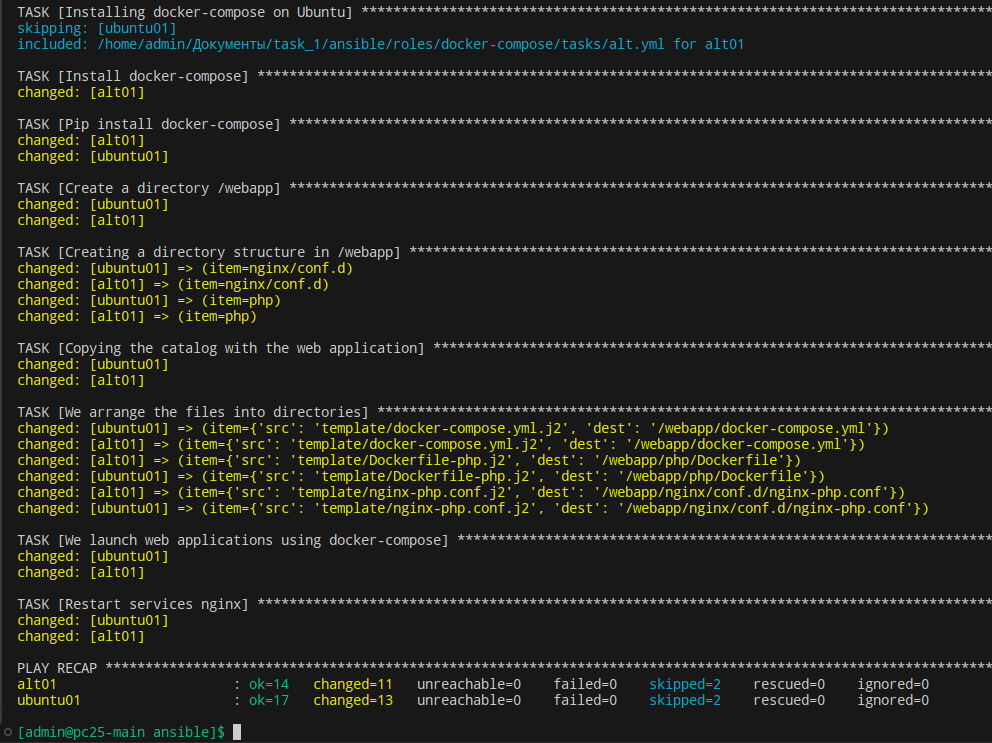 TASK [Installing docker-compose on Ubuntu] *******************************************************************************
skipping: [ubuntu01]
included: /home/admin/Документы/task_1/ansible/roles/docker-compose/tasks/alt.yml for alt01
TASK [Install docker-compose] ********************************************************************************************
changed: [alt01]
TASK [Pip install docker-compose] ****************************************************************************************
changed: [alt01]
changed: [ubuntu01]
TASK [Create a directory /webapp] ****************************************************************************************
changed: [ubuntu01]
changed: [alt01]
TASK [Creating a directory structure in /webapp] *************************************************************************
changed: [ubuntu01] => (item=nginx/conf.d)
changed: [alt01] => (item=nginx/conf.d)
changed: [ubuntu01] => (item=php)
changed: [alt01] => (item=php)
TASK [Copying the catalog with the web application] **********************************************************************
changed: [ubuntu01]
changed: [alt01]
TASK [We arrange the files into directories] *****************************************************************************
changed: [ubuntu01] => (item={'src': 'template/docker-compose.yml.j2', 'dest': '/webapp/docker-compose.yml'})
changed: [alt01] => (item={'src': 'template/docker-compose.yml.j2', 'dest': '/webapp/docker-compose.yml'})
changed: [alt01] => (item={'src': 'template/Dockerfile-php.j2', 'dest': '/webapp/php/Dockerfile'})
changed: [ubuntu01] => (item={'src': 'template/Dockerfile-php.j2', 'dest': '/webapp/php/Dockerfile'})
changed: [alt01] => (item={'src': 'template/nginx-php.conf.j2', 'dest': '/webapp/nginx/conf.d/nginx-php.conf'})
changed: [ubuntu01] => (item={'src': 'template/nginx-php.conf.j2', 'dest': '/webapp/nginx/conf.d/nginx-php.conf'})
TASK [We launch web applications using docker-compose] *******************************************************************
changed: [ubuntu01]
changed: [alt01]
TASK [Restart services nginx] ********************************************************************************************
changed: [ubuntu01]
changed: [alt01]
PLAY RECAP ***************************************************************************************************************
alt01 : ok=14 changed=11 unreachable=0 failed=0 skipped=2 rescued=0 ignored=0
ubuntu01 : ok=17 changed=13 unreachable=0 failed=0 skipped=2 rescued=0 ignored=0
[admin@pc25-main ansible]$